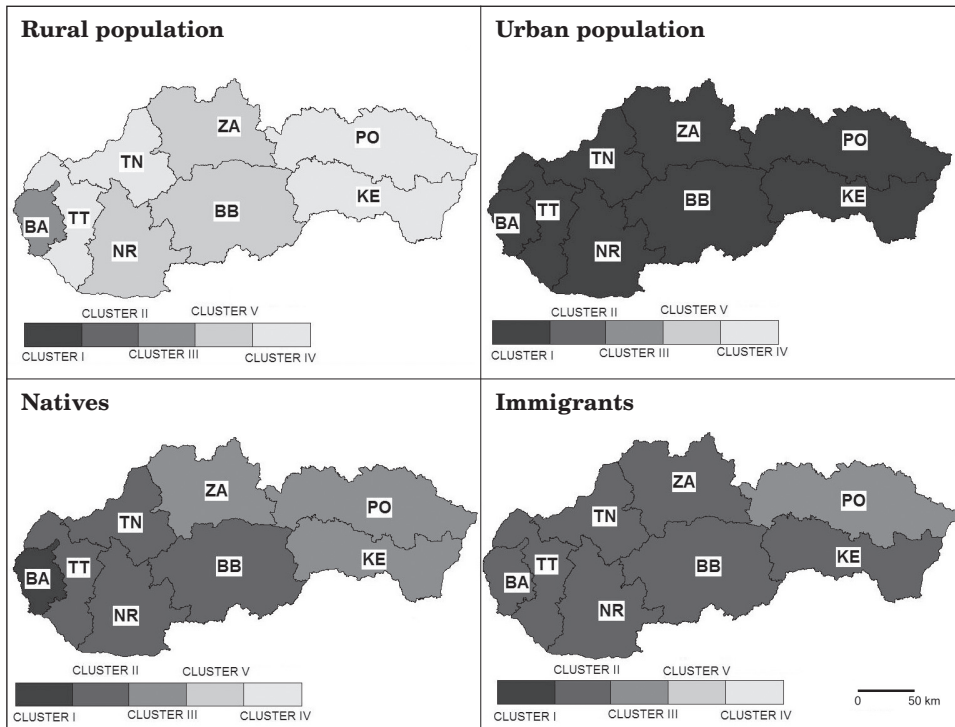 Rural population
ZA
PO
TN
KE
BB
TT
BA
NR
CLUSTER II CLUSTER V
CLUSTER I CLUSTER III CLUSTER IV
Urban population
ZA
PO
TN
KE
BB
TT
BA
NR
CLUSTER II CLUSTER V
CLUSTER I CLUSTER III CLUSTER IV
Natives
ZA
PO
TN
KE
BB
TT
BA
NR
CLUSTER II CLUSTER V
CLUSTER I CLUSTER III CLUSTER IV
Immigrants
ZA
PO
TN
KE
BB
TT
BA
NR
CLUSTER II CLUSTER V
CLUSTER I CLUSTER III CLUSTER IV
0 50 km